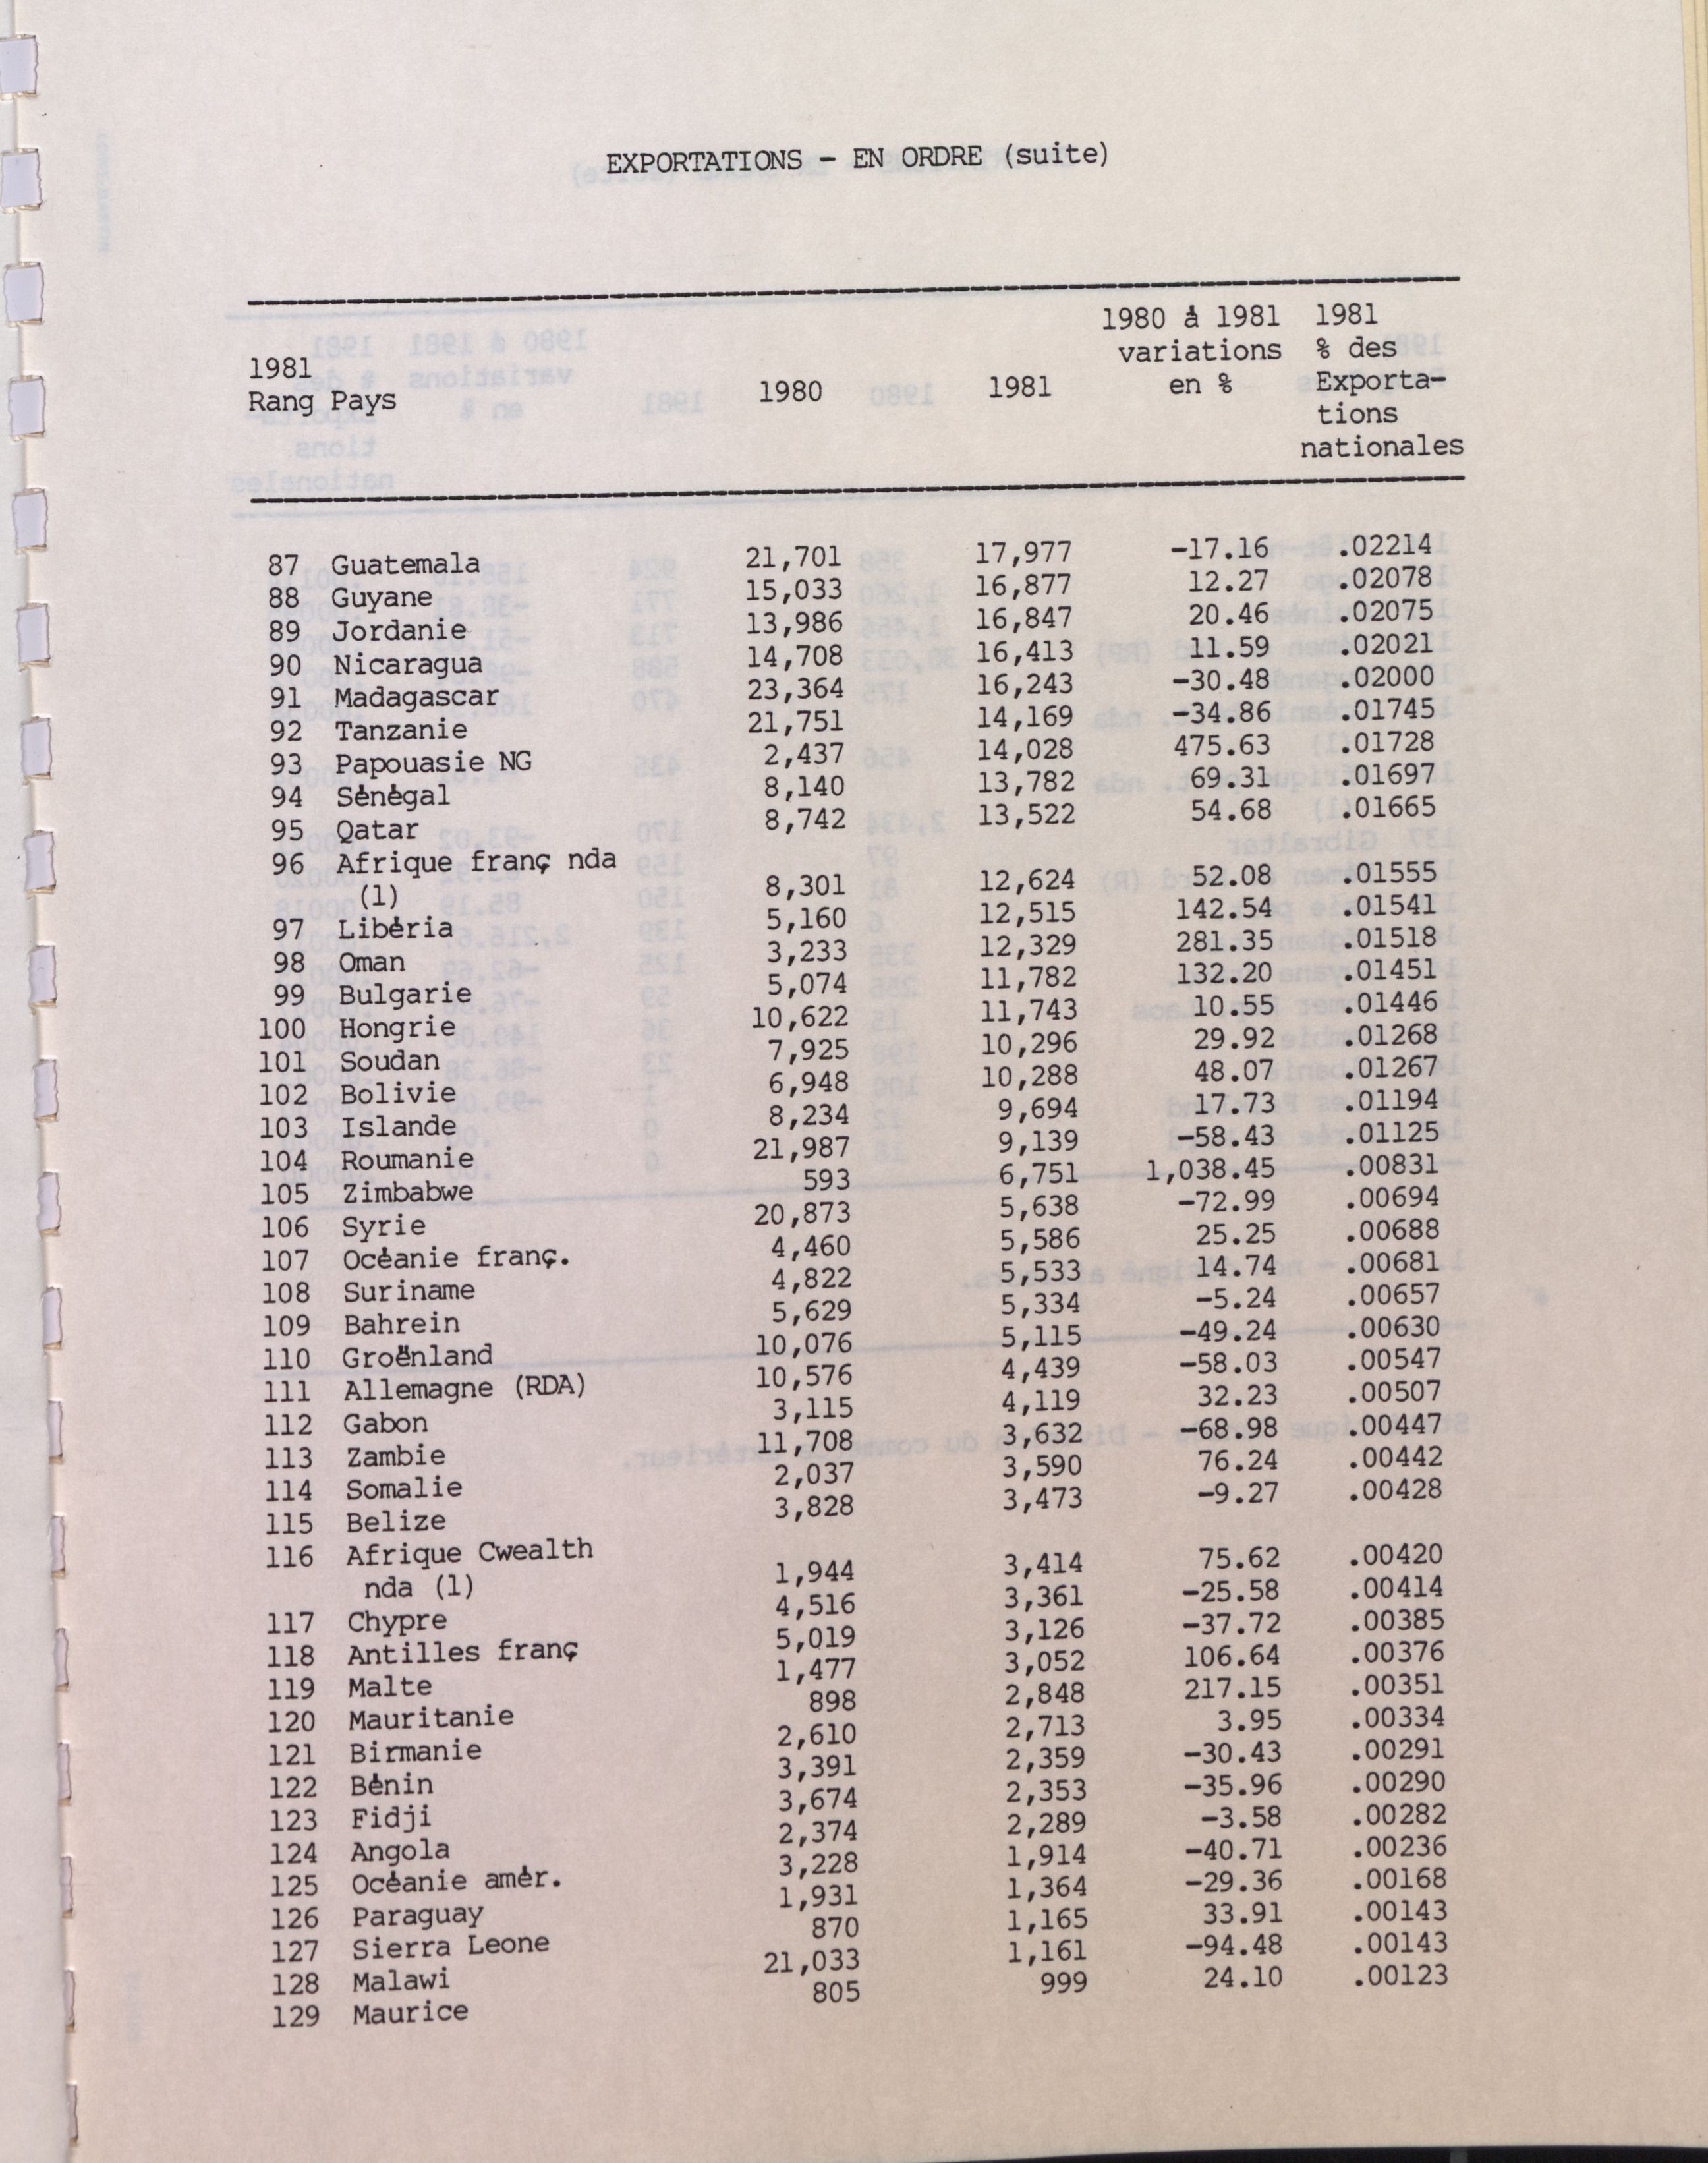 EXPORTATIONS - EN ORDRE (suite)
1981 Rang Pays 1980 1981 1980 à 1981 variations en % 1981 % des Exporta- tions nationales
87 Guatemala 21,701 17,977 -17.16 .02214
88 Guyane 15,033 16,877 12.27 .02078
89 Jordanie 13,986 16,847 20.46 .02075
90 Nicaragua 14,708 16,413 11.59 .02021
91 Madagascar 23,364 16,243 -30.48 .02000
92 Tanzanie 21,751 14,169 -34.86 .01745
93 Papouasie NG 2,437 14,028 475.63 .01728
94 Sénégal 8,140 13,782 69.31 .01697
95 Qatar 8,742 13,522 54.68 .01665
96 Afrique franç nda
(1) 8,301 12,624 52.08 .01555
97 Libéria 5,160 12,515 142.54 .01541
98 Oman 3,233 12,329 281.35 .01518
99 Bulgarie 5,074 11,782 132.20 .01451
100 Hongrie 10,622 11,743 10.55 .01446
101 Soudan 7,925 10,296 29.92 .01268
102 Bolivie 6,948 10,288 48.07 .01267
103 Islande 8,234 9,694 17.73 .01194
104 Roumanie 21,987 9,139 -58.43 .01125
105 Zimbabwe 593 6,751 1,038.45 .00831
106 Syrie 20,873 5,638 -72.99 .00694
107 Océanie franç. 4,460 5,586 25.25 .00688
108 Suriname 4,822 5,533 14.74 .00681
109 Bahrein 5,629 5,334 -5.24 .00657
110 Groënland 10,076 5,115 -49.24 .00630
111 Allemagne (RDA) 10,576 4,439 -58.03 .00547
112 Gabon 3,115 4,119 32.23 .00507
113 Zambie 11,708 3,632 -68.98 .00447
114 Somalie 2,037 3,590 76.24 .00442
115 Belize 3,828 3,473 -9.27 .00428
116 Afrique Cwealth
nda (1) 1,944 3,414 75.62 .00420
117 Chypre 4,516 3,361 -25.58 .00414
118 Antilles franç 5,019 3,126 -37.72 .00385
119 Malte 1,477 3,052 106.64 .00376
120 Mauritanie 898 2,848 217.15 .00351
121 Birmanie 2,610 2,713 3.95 .00334
122 Bénin 3,391 2,359 -30.43 .00291
123 Fidji 3,674 2,353 -35.96 .00290
124 Angola 2,374 2,289 -3.58 .00282
125 Océanie amér. 3,228 1,914 -40.71 .00236
126 Paraguay 1,931 1,364 -29.36 .00168
127 Sierra Leone 870 1,165 33.91 .00143
128 Malawi 21,033 1,161 -94.48 .00143
129 Maurice 805 999 24.10 .00123